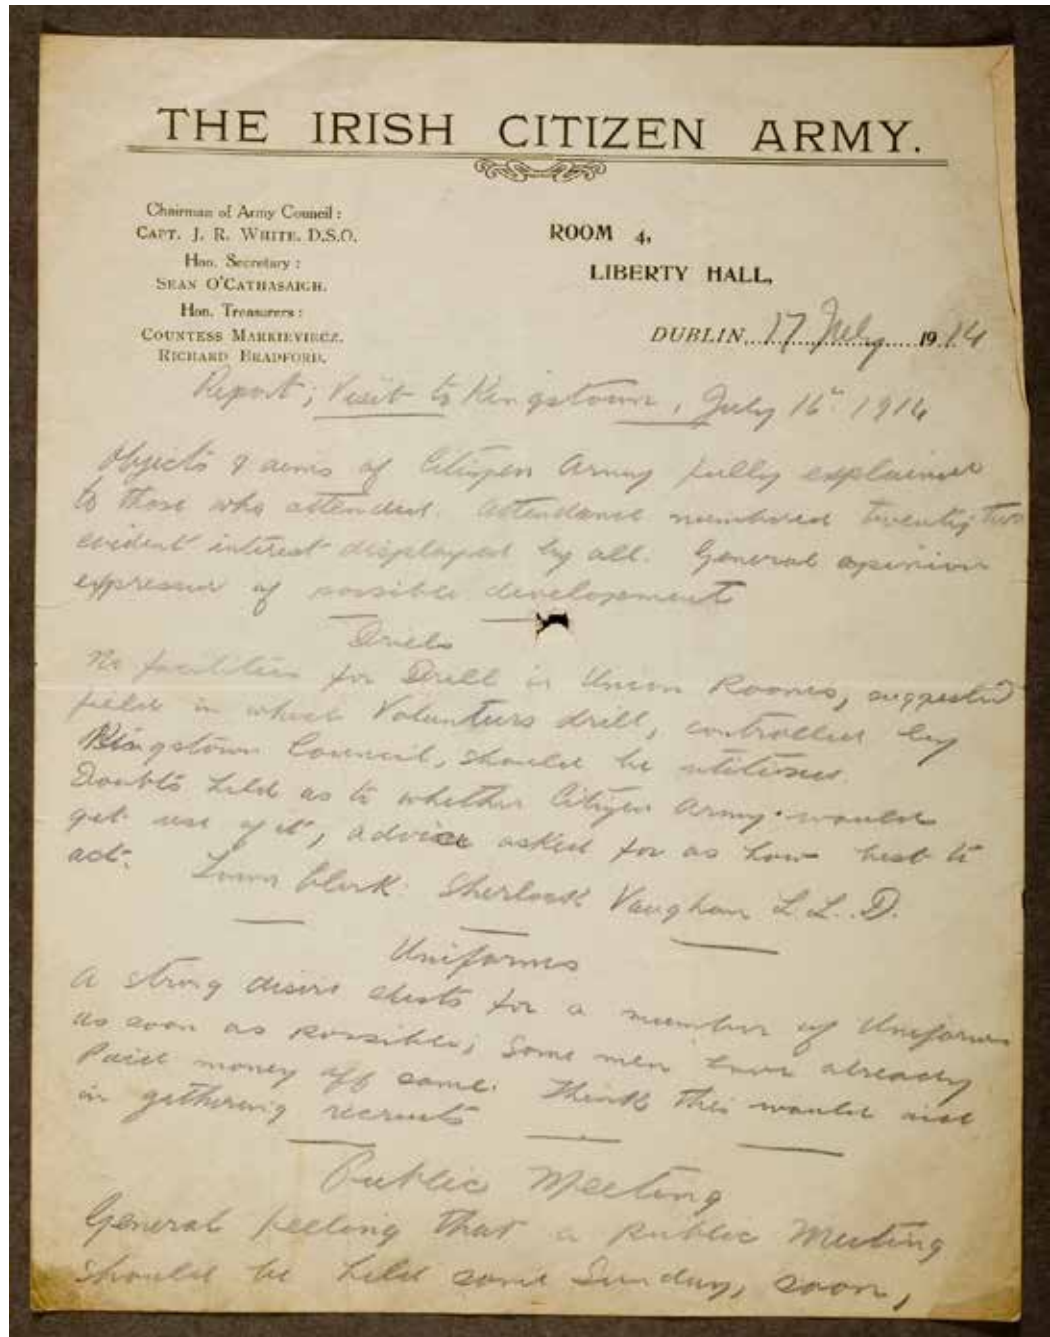 THE IRISH CITIZEN ARMY.
Chairman of Army Council:
CAPT. J. R. WHITE, D.S.O.
Hon. Secretary:
SEAN O'CATHASAIGH.
Hon. Treasurers:
COUNTESS MARKIEVICZ.
RICHARD BRADFORD.
ROOM 4,
LIBERTY HALL,
DUBLIN 17 July 1914
Report; Visit to Kingstown, July 16th 1914
Objects & aims of Citizen Army fully explained
to those who attended. Attendance numbered twenty two
evident interest displayed by all. General opinion
expressed of possible developments
Drills
No facilities for Drill in Union Rooms, suggested
field in which Volunteers drill, controlled by
Kingstown Council, should be utilised.
Doubts held as to whether Citizen Army would
get use of it, advice asked for as how best to
act. Town Clerk Sherlock Vaughan L.L.D.
Uniforms
A strong desire exists for a number of Uniforms
as soon as possible; Some men have already
Paid money off same. Think this would aid
in gathering recruits
Public Meeting
General feeling that a Public Meeting
should be held some Sunday, soon,